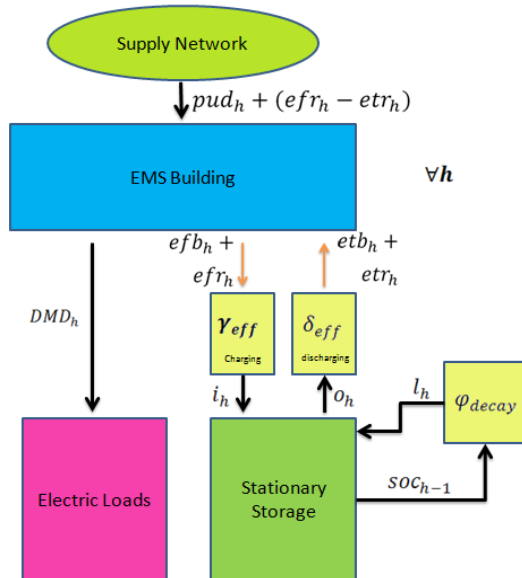 Supply Network
pud_h + (efr_h − etr_h)
EMS Building
∀h
efb_h +
efr_h
etb_h +
etr_h
DMD_h
γ_eff
Charging
δ_eff
discharging
i_h
o_h
l_h
φ_decay
Electric Loads
Stationary
Storage
soc_{h−1}